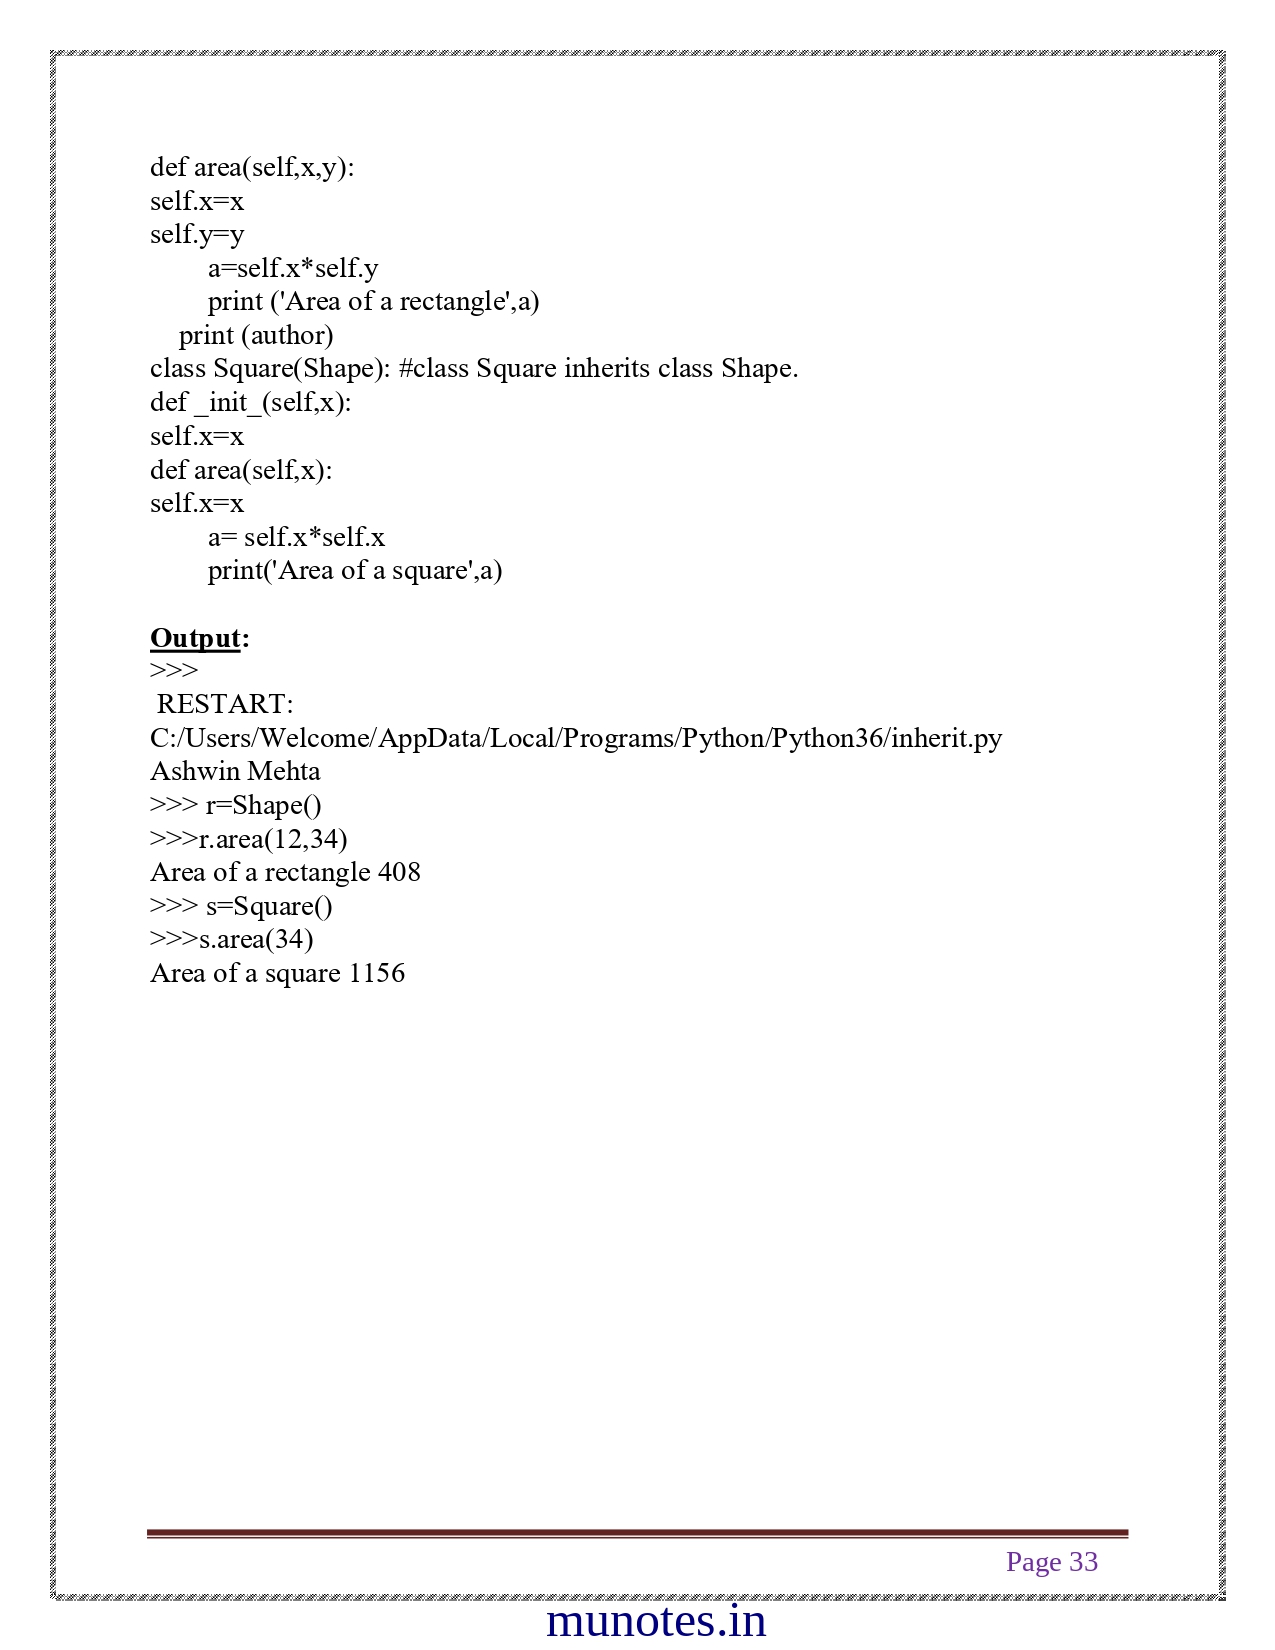 def area(self,x,y):
self.x=x
self.y=y
a=self.x*self.y
print ('Area of a rectangle',a)
print (author)
class Square(Shape): #class Square inherits class Shape.
def _init_(self,x):
self.x=x
def area(self,x):
self.x=x
a= self.x*self.x
print('Area of a square',a)
Output:
>>>
RESTART:
C:/Users/Welcome/AppData/Local/Programs/Python/Python36/inherit.py
Ashwin Mehta
>>> r=Shape()
>>>r.area(12,34)
Area of a rectangle 408
>>> s=Square()
>>>s.area(34)
Area of a square 1156
Page 33
munotes.in